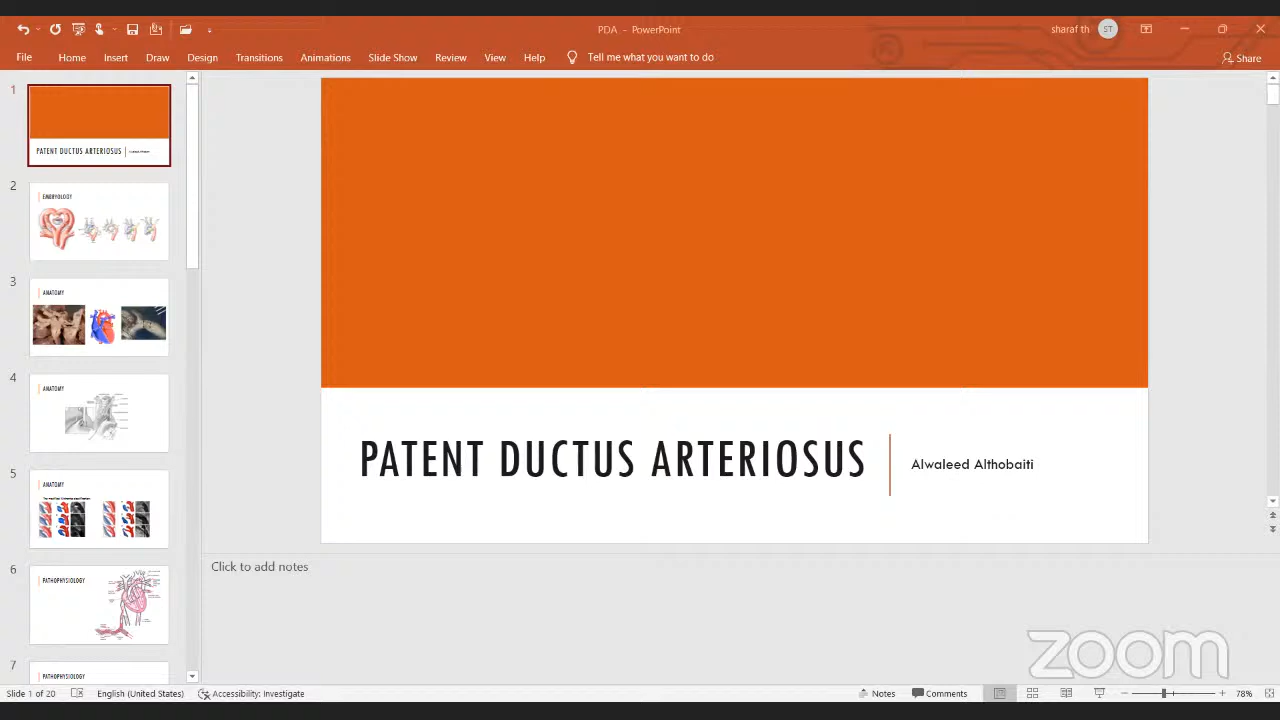 PDA - PowerPoint
sharaf th
ST
File
Home
Insert
Draw
Design
Transitions
Animations
Slide Show
Review
View
Help
Tell me what you want to do
Share
1
PATENT DUCTUS ARTERIOSUS
2
EMBRYOLOGY
3
ANATOMY
4
ANATOMY
5
ANATOMY
6
PATHOPHYSIOLOGY
7
PATHOPHYSIOLOGY
PATENT DUCTUS ARTERIOSUS
Alwaleed Althobaiti
Click to add notes
zoom
Slide 1 of 20
English (United States)
Accessibility: Investigate
Notes
Comments
78%